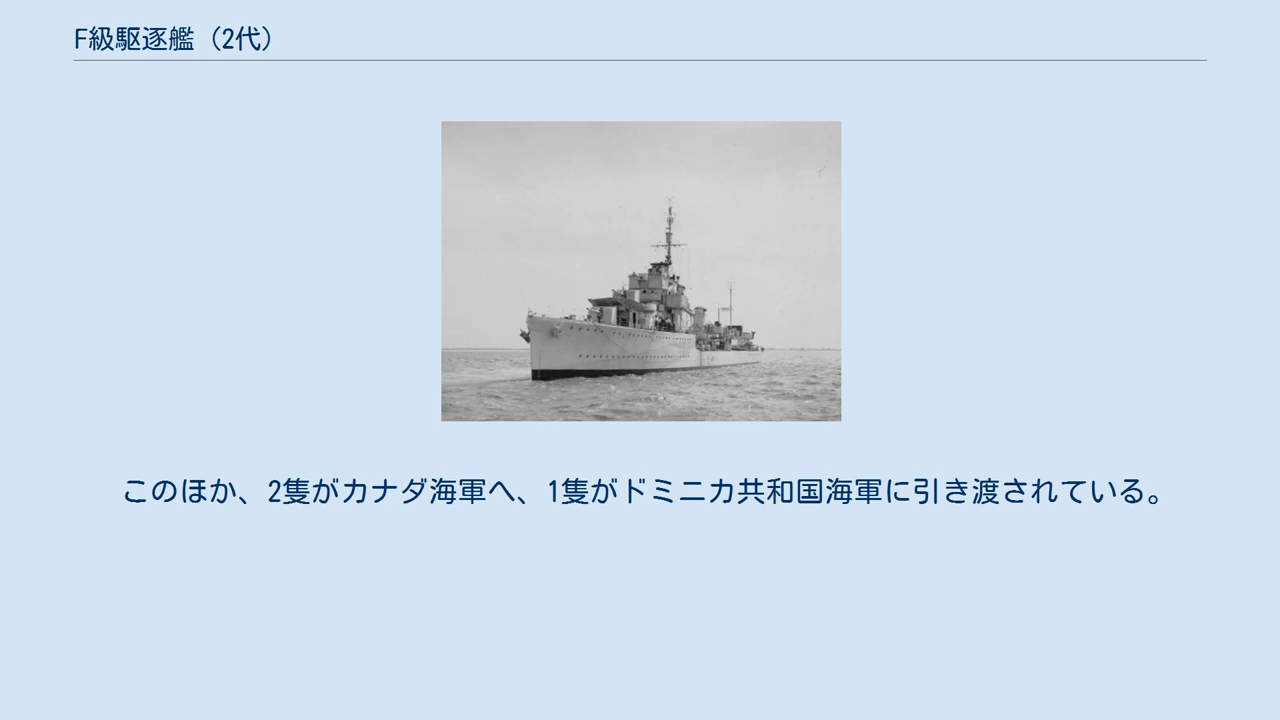 F級駆逐艦（2代）
このほか、2隻がカナダ海軍へ、1隻がドミニカ共和国海軍に引き渡されている。